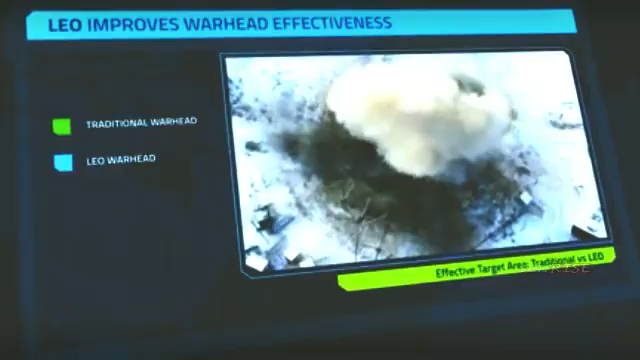 LEO IMPROVES WARHEAD EFFECTIVENESS
TRADITIONAL WARHEAD
LEO WARHEAD
Effective Target Area: Traditional vs LEO